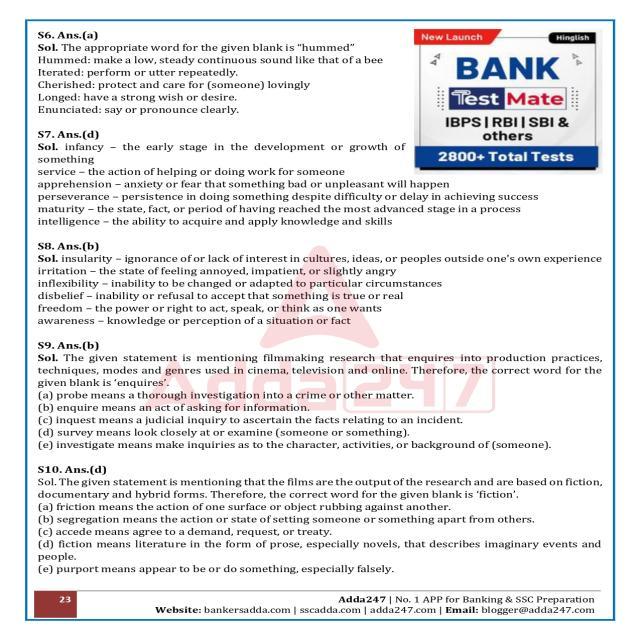 S6. Ans.(a)
Sol. The appropriate word for the given blank is "hummed"
Hummed: make a low, steady continuous sound like that of a bee
Iterated: perform or utter repeatedly.
Cherished: protect and care for (someone) lovingly
Longed: have a strong wish or desire.
Enunciated: say or pronounce clearly.
New Launch
Hinglish
BANK
Test Mate
IBPS | RBI | SBI &
others
2800+ Total Tests
S7. Ans.(d)
Sol. infancy – the early stage in the development or growth of
something
service – the action of helping or doing work for someone
apprehension – anxiety or fear that something bad or unpleasant will happen
perseverance – persistence in doing something despite difficulty or delay in achieving success
maturity – the state, fact, or period of having reached the most advanced stage in a process
intelligence – the ability to acquire and apply knowledge and skills
S8. Ans.(b)
Sol. insularity – ignorance of or lack of interest in cultures, ideas, or peoples outside one's own experience
irritation – the state of feeling annoyed, impatient, or slightly angry
inflexibility – inability to be changed or adapted to particular circumstances
disbelief – inability or refusal to accept that something is true or real
freedom – the power or right to act, speak, or think as one wants
awareness – knowledge or perception of a situation or fact
S9. Ans.(b)
Sol. The given statement is mentioning filmmaking research that enquires into production practices,
techniques, modes and genres used in cinema, television and online. Therefore, the correct word for the
given blank is 'enquires'.
Adda247
(a) probe means a thorough investigation into a crime or other matter.
(b) enquire means an act of asking for information.
(c) inquest means a judicial inquiry to ascertain the facts relating to an incident.
(d) survey means look closely at or examine (someone or something).
(e) investigate means make inquiries as to the character, activities, or background of (someone).
S10. Ans.(d)
Sol. The given statement is mentioning that the films are the output of the research and are based on fiction,
documentary and hybrid forms. Therefore, the correct word for the given blank is 'fiction'.
(a) friction means the action of one surface or object rubbing against another.
(b) segregation means the action or state of setting someone or something apart from others.
(c) accede means agree to a demand, request, or treaty.
(d) fiction means literature in the form of prose, especially novels, that describes imaginary events and
people.
(e) purport means appear to be or do something, especially falsely.
23
Adda247 | No. 1 APP for Banking & SSC Preparation
Website: bankersadda.com | sscadda.com | adda247.com | Email: blogger@adda247.com